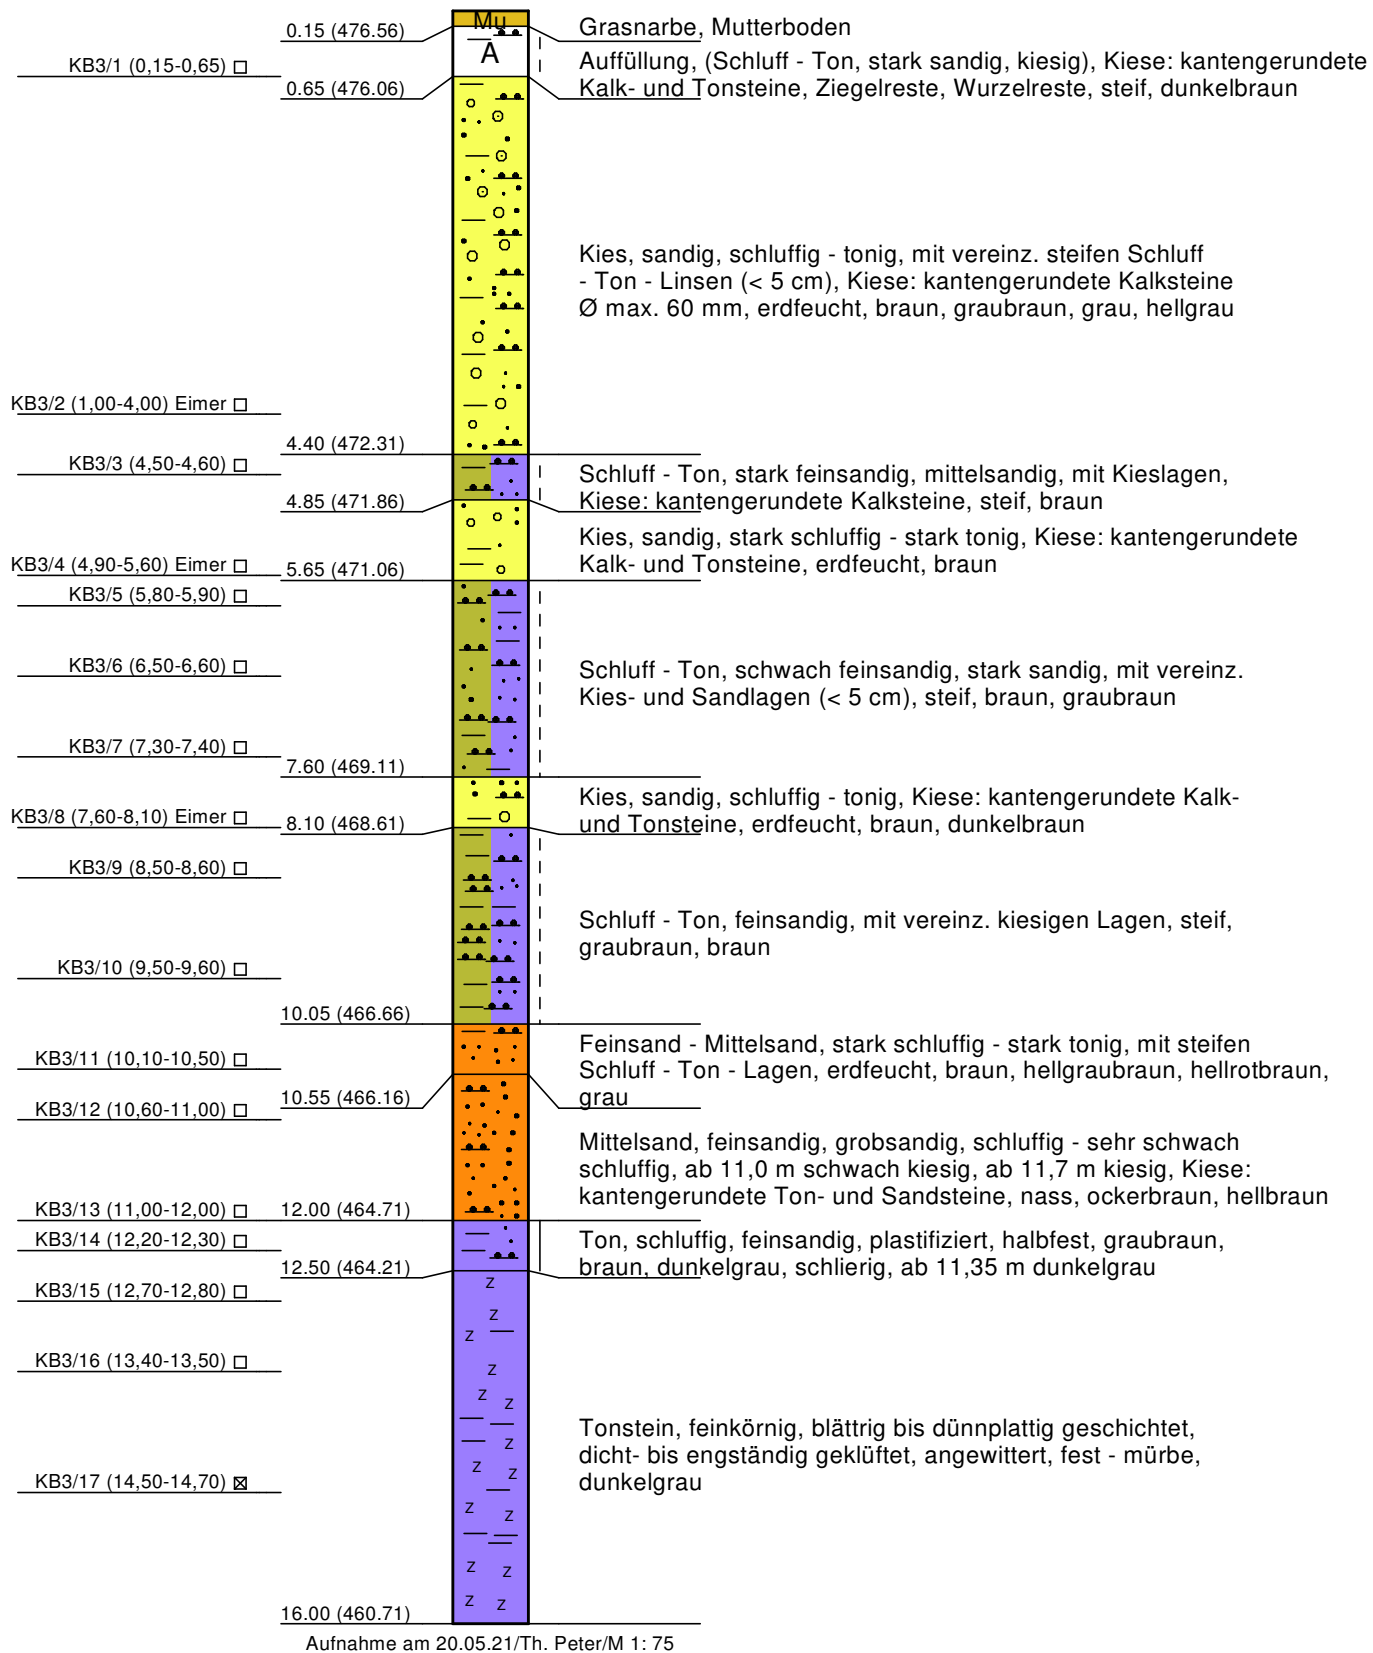 Mu
0.15 (476.56)
Grasnarbe, Mutterboden
A
KB3/1 (0,15-0,65)
Auffüllung, (Schluff - Ton, stark sandig, kiesig), Kiese: kantengerundete
0.65 (476.06)
Kalk- und Tonsteine, Ziegelreste, Wurzelreste, steif, dunkelbraun
Kies, sandig, schluffig - tonig, mit vereinz. steifen Schluff
- Ton - Linsen (< 5 cm), Kiese: kantengerundete Kalksteine
Ø max. 60 mm, erdfeucht, braun, graubraun, grau, hellgrau
KB3/2 (1,00-4,00) Eimer
4.40 (472.31)
KB3/3 (4,50-4,60)
Schluff - Ton, stark feinsandig, mittelsandig, mit Kieslagen,
4.85 (471.86)
Kiese: kantengerundete Kalksteine, steif, braun
Kies, sandig, stark schluffig - stark tonig, Kiese: kantengerundete
Kalk- und Tonsteine, erdfeucht, braun
KB3/4 (4,90-5,60) Eimer
5.65 (471.06)
KB3/5 (5,80-5,90)
KB3/6 (6,50-6,60)
Schluff - Ton, schwach feinsandig, stark sandig, mit vereinz.
Kies- und Sandlagen (< 5 cm), steif, braun, graubraun
KB3/7 (7,30-7,40)
7.60 (469.11)
Kies, sandig, schluffig - tonig, Kiese: kantengerundete Kalk-
und Tonsteine, erdfeucht, braun, dunkelbraun
KB3/8 (7,60-8,10) Eimer
8.10 (468.61)
KB3/9 (8,50-8,60)
Schluff - Ton, feinsandig, mit vereinz. kiesigen Lagen, steif,
graubraun, braun
KB3/10 (9,50-9,60)
10.05 (466.66)
Feinsand - Mittelsand, stark schluffig - stark tonig, mit steifen
KB3/11 (10,10-10,50)
Schluff - Ton - Lagen, erdfeucht, braun, hellgraubraun, hellrotbraun,
10.55 (466.16)
grau
KB3/12 (10,60-11,00)
Mittelsand, feinsandig, grobsandig, schluffig - sehr schwach
schluffig, ab 11,0 m schwach kiesig, ab 11,7 m kiesig, Kiese:
kantengerundete Ton- und Sandsteine, nass, ockerbraun, hellbraun
KB3/13 (11,00-12,00)
12.00 (464.71)
KB3/14 (12,20-12,30)
Ton, schluffig, feinsandig, plastifiziert, halbfest, graubraun,
12.50 (464.21)
braun, dunkelgrau, schlierig, ab 11,35 m dunkelgrau
KB3/15 (12,70-12,80)
z
z
z
KB3/16 (13,40-13,50)
z
z
z
Tonstein, feinkörnig, blättrig bis dünnplattig geschichtet,
z
dicht- bis engständig geklüftet, angewittert, fest - mürbe,
z
z
dunkelgrau
KB3/17 (14,50-14,70)
z
z
z
z
z
z
16.00 (460.71)
Aufnahme am 20.05.21/Th. Peter/M 1: 75